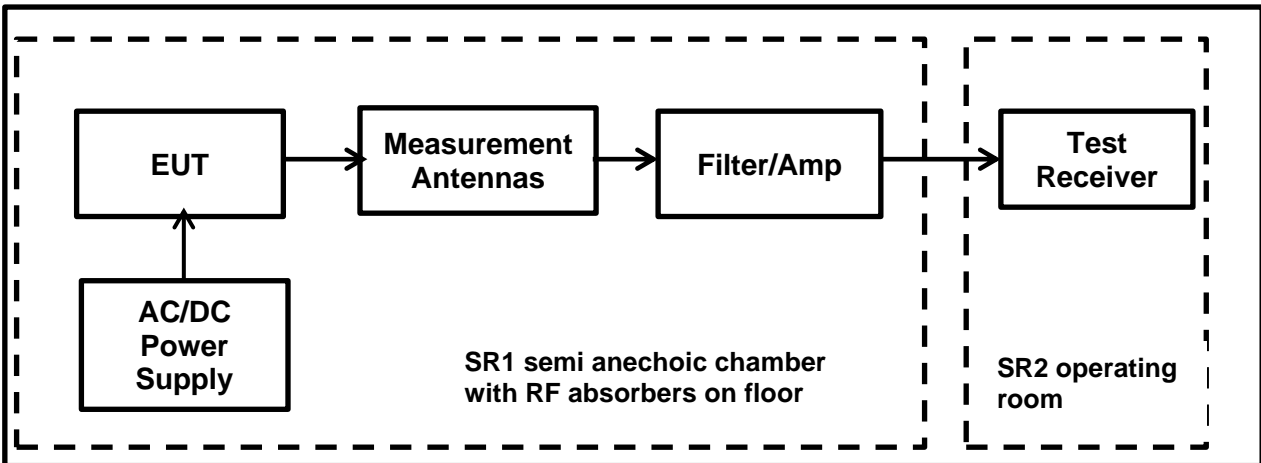 EUT
Measurement
Antennas
Filter/Amp
Test
Receiver
AC/DC
Power
Supply
SR1 semi anechoic chamber
with RF absorbers on floor
SR2 operating
room